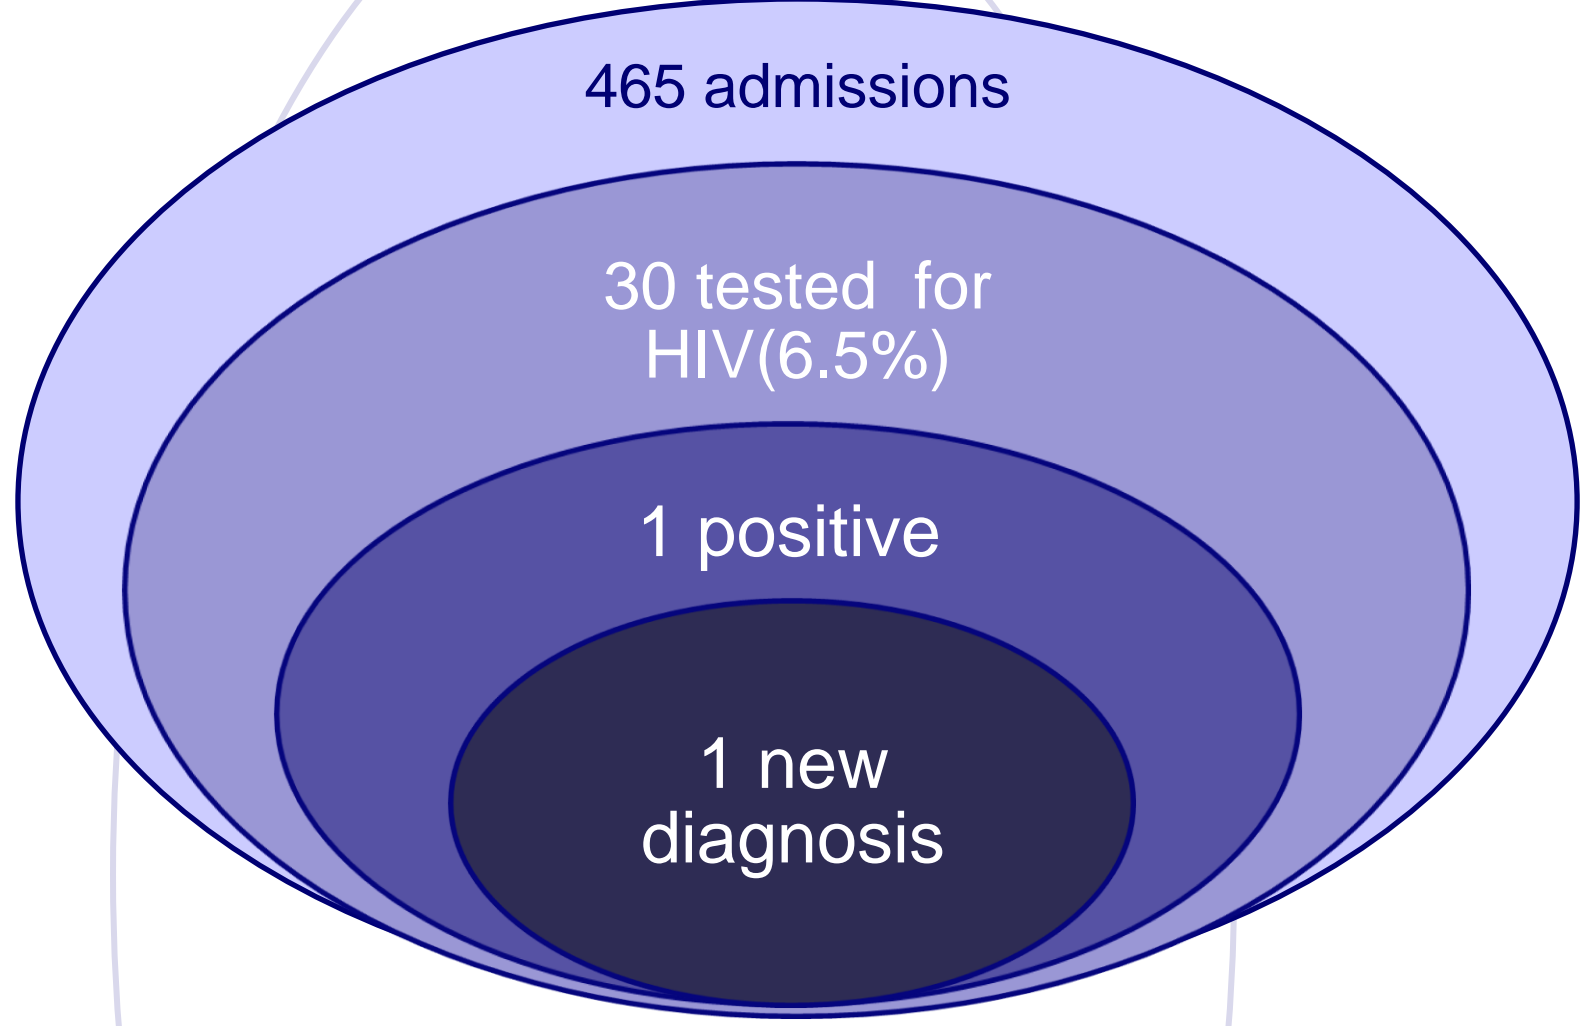 465 admissions
30 tested  for
HIV(6.5%)
1 positive
1 new
diagnosis